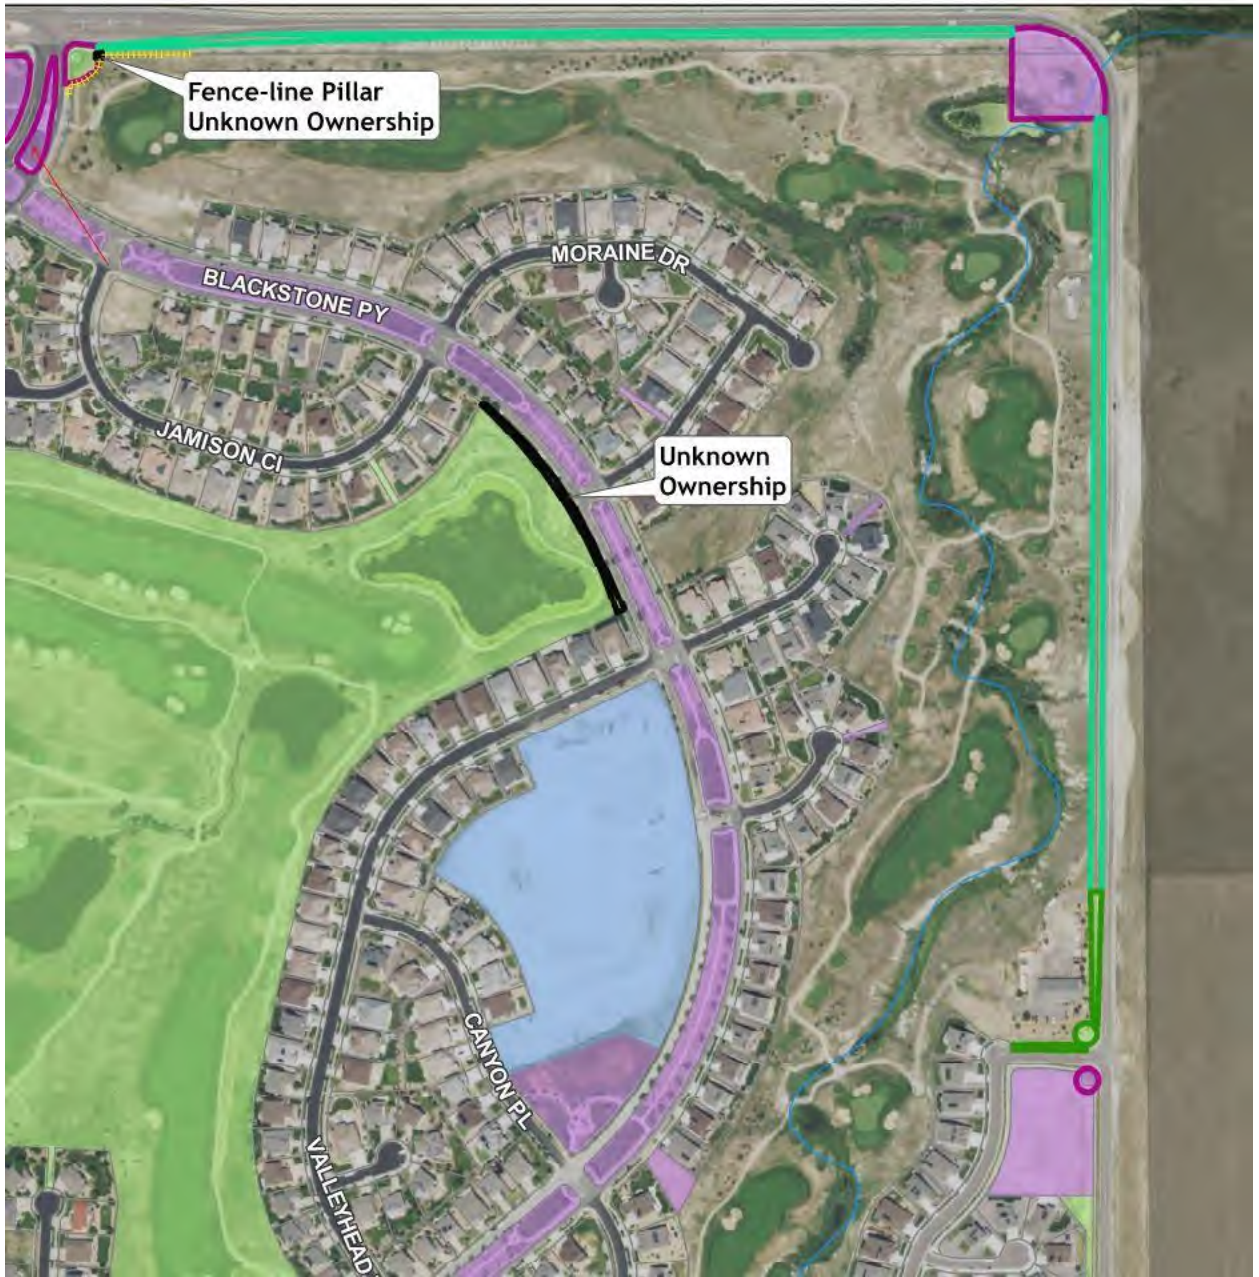 Fence-line Pillar
Unknown Ownership
MORAINE DR
BLACKSTONE PY
JAMISON CI
Unknown
Ownership
CANYON PL
VALLEYHEAD